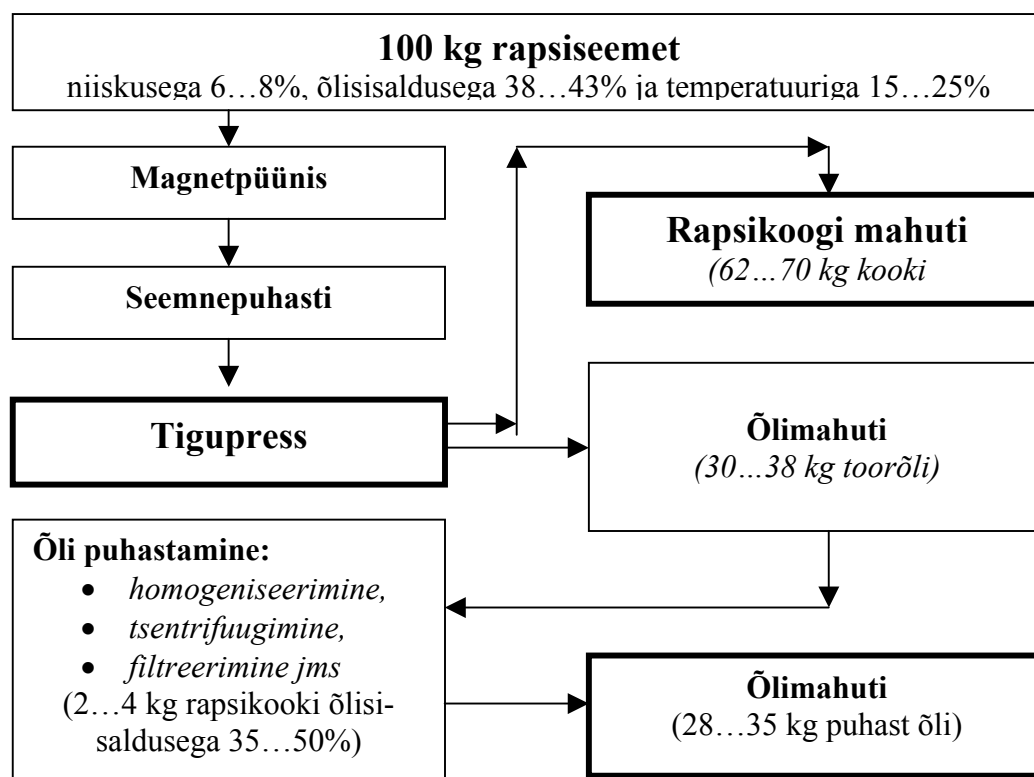 100 kg rapsiseemet
niiskusega 6…8%, õlisisaldusega 38…43% ja temperatuuriga 15…25%
Magnetpüünis
Rapsikoogi mahuti
(62…70 kg kooki
Seemnepuhasti
Tigupress
Õlimahuti
(30…38 kg toorõli)
Õli puhastamine:
• homogeniseerimine,
• tsentrifuugimine,
• filtreerimine jms
(2…4 kg rapsikooki õlisi-
saldusega 35…50%)
Õlimahuti
(28…35 kg puhast õli)